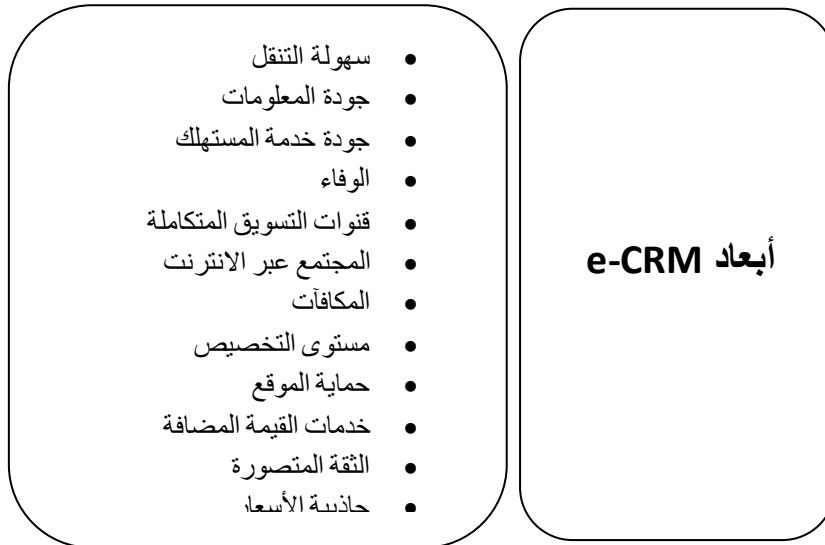 أبعاد e-CRM
• سهولة التنقل
• جودة المعلومات
• جودة خدمة المستهلك
• الوفاء
• قنوات التسويق المتكاملة
• المجتمع عبر الانترنت
• المكافآت
• مستوى التخصيص
• حماية الموقع
• خدمات القيمة المضافة
• الثقة المتصورة
• جاذبية الأسعار